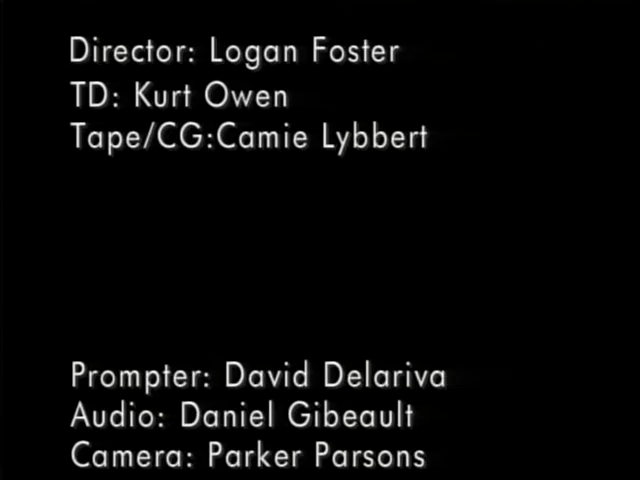 Director: Logan Foster
TD: Kurt Owen
Tape/CG:Camie Lybbert
Prompter: David Delariva
Audio: Daniel Gibeault
Camera: Parker Parsons